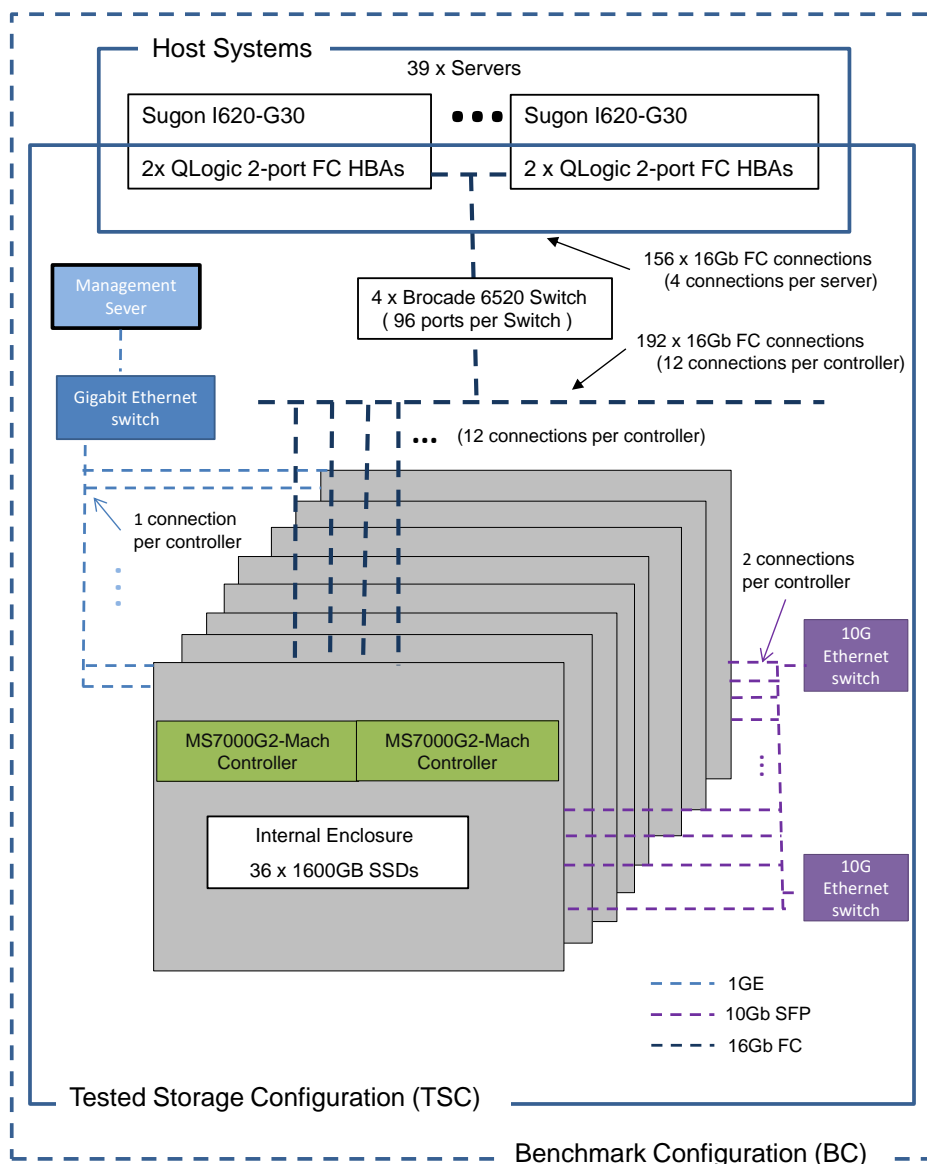 Host Systems
39 x Servers
Sugon I620-G30
2x QLogic 2-port FC HBAs
•••
Sugon I620-G30
2 x QLogic 2-port FC HBAs
156 x 16Gb FC connections
(4 connections per server)
Management
Sever
4 x Brocade 6520 Switch
( 96 ports per Switch )
192 x 16Gb FC connections
(12 connections per controller)
Gigabit Ethernet
switch
... (12 connections per controller)
1 connection
per controller
2 connections
per controller
10G
Ethernet
switch
MS7000G2-Mach
Controller
MS7000G2-Mach
Controller
Internal Enclosure
36 x 1600GB SSDs
10G
Ethernet
switch
1GE
10Gb SFP
16Gb FC
Tested Storage Configuration (TSC)
Benchmark Configuration (BC)